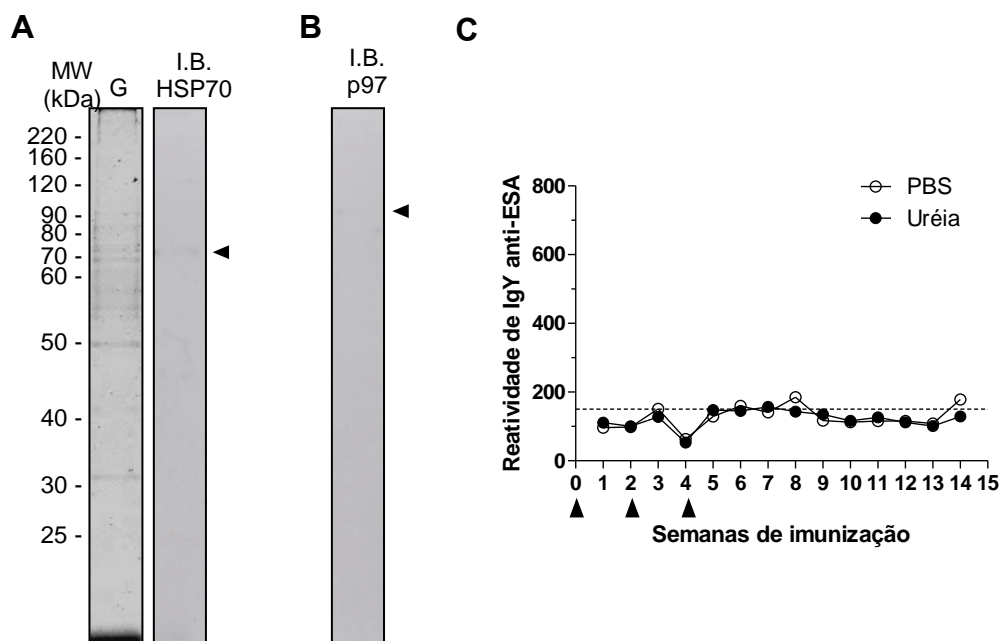 A
MW
(kDa)
G
I.B.
HSP70
220 -
160 -
120 -
90 -
80 -
70 -
60 -
50 -
40 -
30 -
25 -
B
I.B.
p97
C
Reatividade de IgY anti-ESA
800
600
400
200
0
PBS
Uréia
0 1 2 3 4 5 6 7 8 9 10 11 12 13 14 15
Semanas de imunização